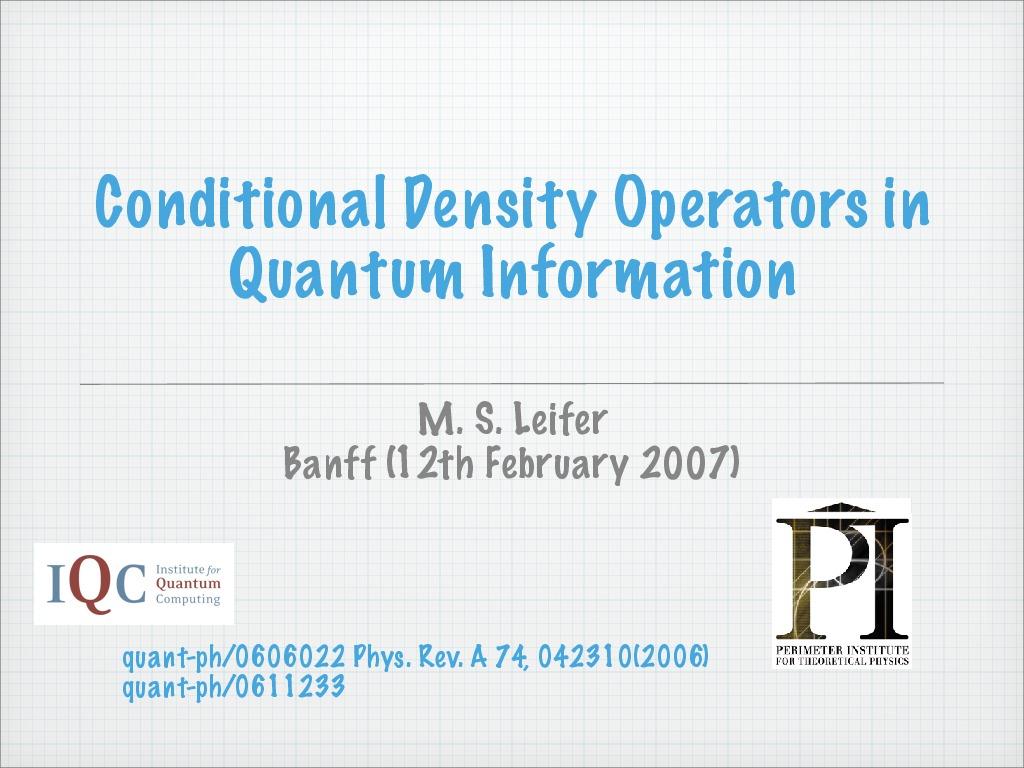 Conditional Density Operators in
Quantum Information
M. S. Leifer
Banff (12th February 2007)
IQC Institute for
Quantum
Computing
PI
PERIMETER INSTITUTE
FOR THEORETICAL PHYSICS
quant-ph/0606022 Phys. Rev. A 74, 042310(2006)
quant-ph/0611233